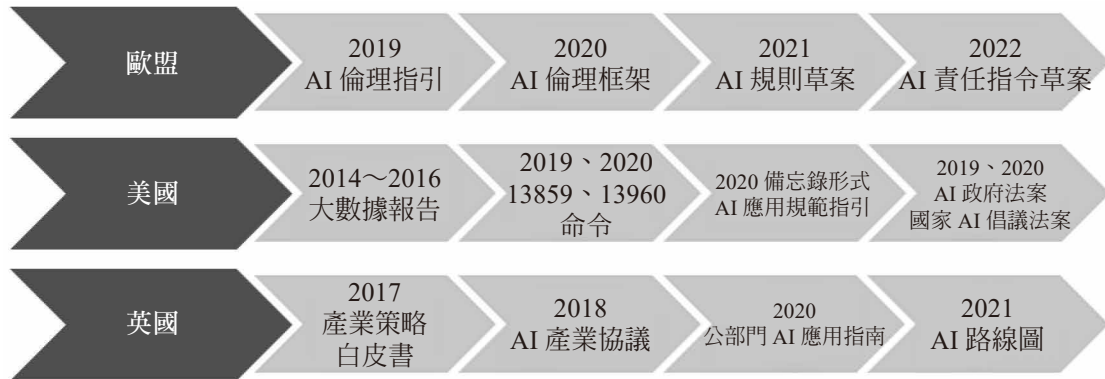 歐盟
2019
AI 倫理指引
2020
AI 倫理框架
2021
AI 規則草案
2022
AI 責任指令草案
美國
2014～2016
大數據報告
2019、2020
13859、13960
命令
2020 備忘錄形式
AI 應用規範指引
2019、2020
AI 政府法案
國家 AI 倡議法案
英國
2017
產業策略
白皮書
2018
AI 產業協議
2020
公部門 AI 應用指南
2021
AI 路線圖